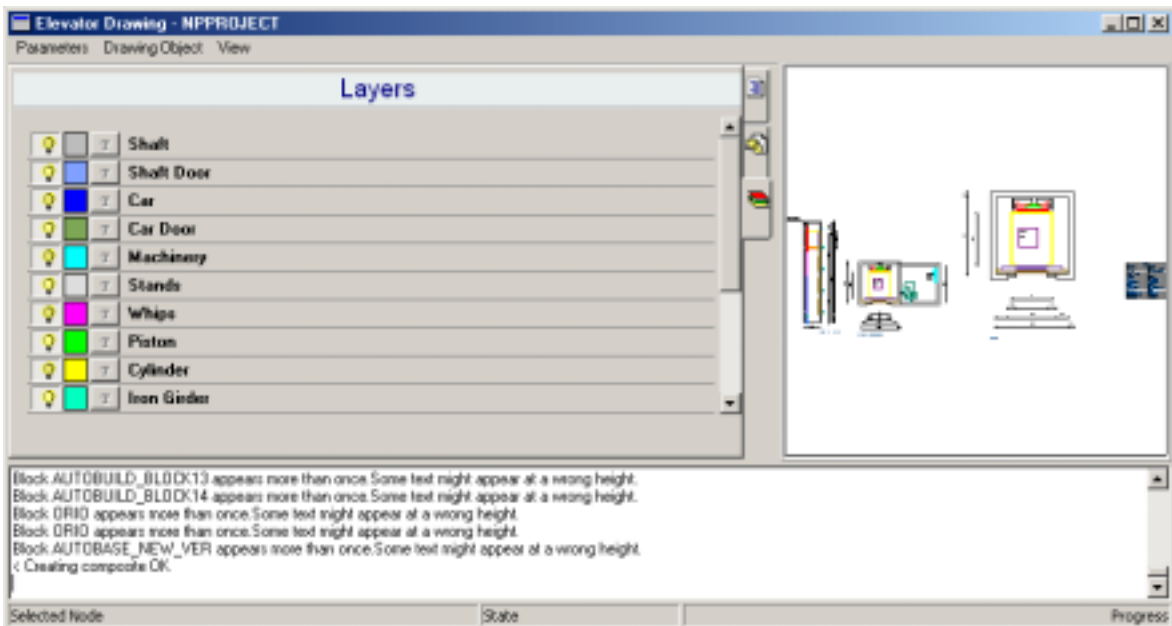 Elevator Drawing - NPPROJECT
Parameters Drawing Object View
Layers
T Shaft
T Shaft Door
T Car
T Car Door
T Machinery
T Stands
T Whips
T Piston
T Cylinder
T Iron Girder
Block AUTOBUILD_BLOCK13 appears more than once.Some text might appear at a wrong height.
Block AUTOBUILD_BLOCK14 appears more than once.Some text might appear at a wrong height.
Block ORIO appears more than once.Some text might appear at a wrong height.
Block ORIO appears more than once.Some text might appear at a wrong height.
Block AUTOBASE_NEW_VER appears more than once.Some text might appear at a wrong height.
< Creating composite OK.
Selected Node State Progress